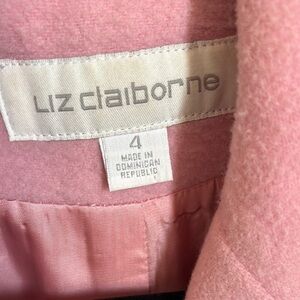 Liz claiborne
4
MADE IN
DOMINICAN
REPUBLIC